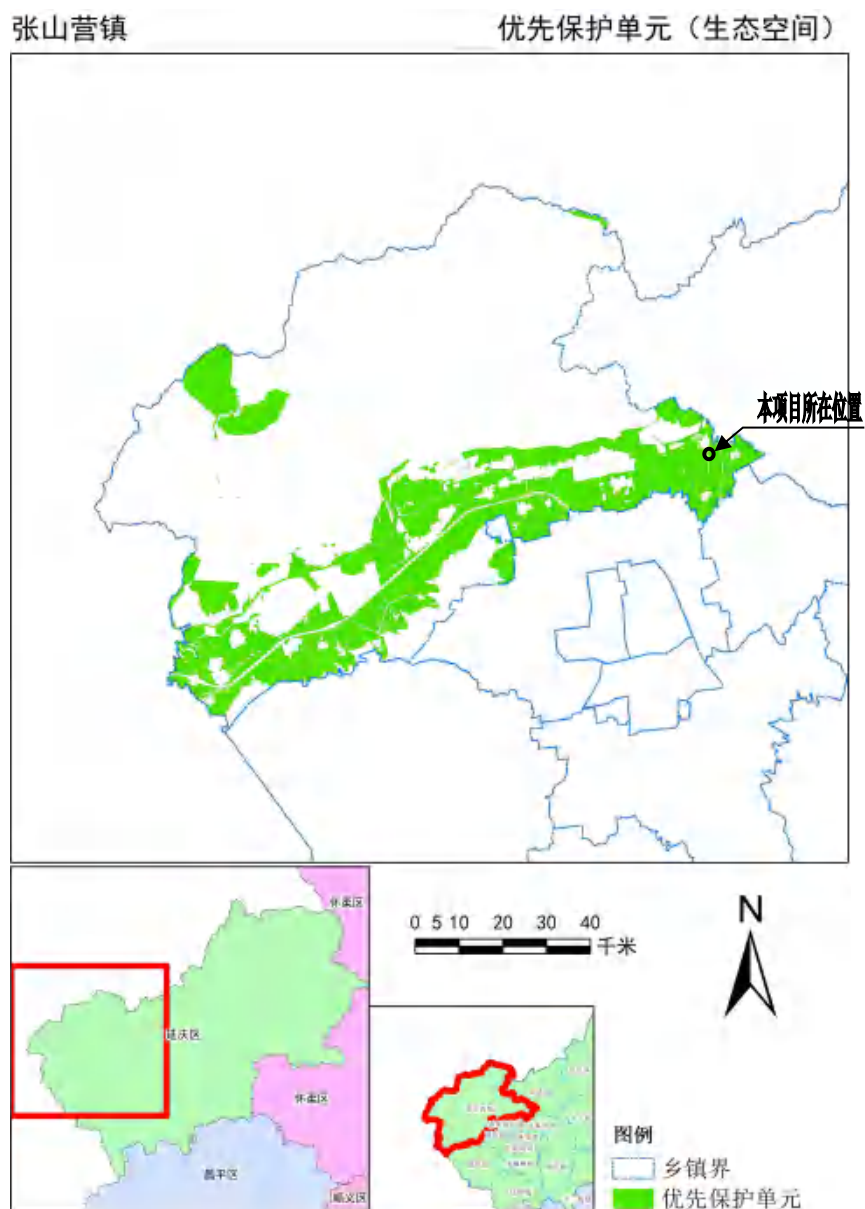 张山营镇
优先保护单元（生态空间）
本项目所在位置
怀柔区
延庆区
怀柔区
昌平区
顺义区
0 5 10 20 30 40
千米
N
图例
乡镇界
优先保护单元